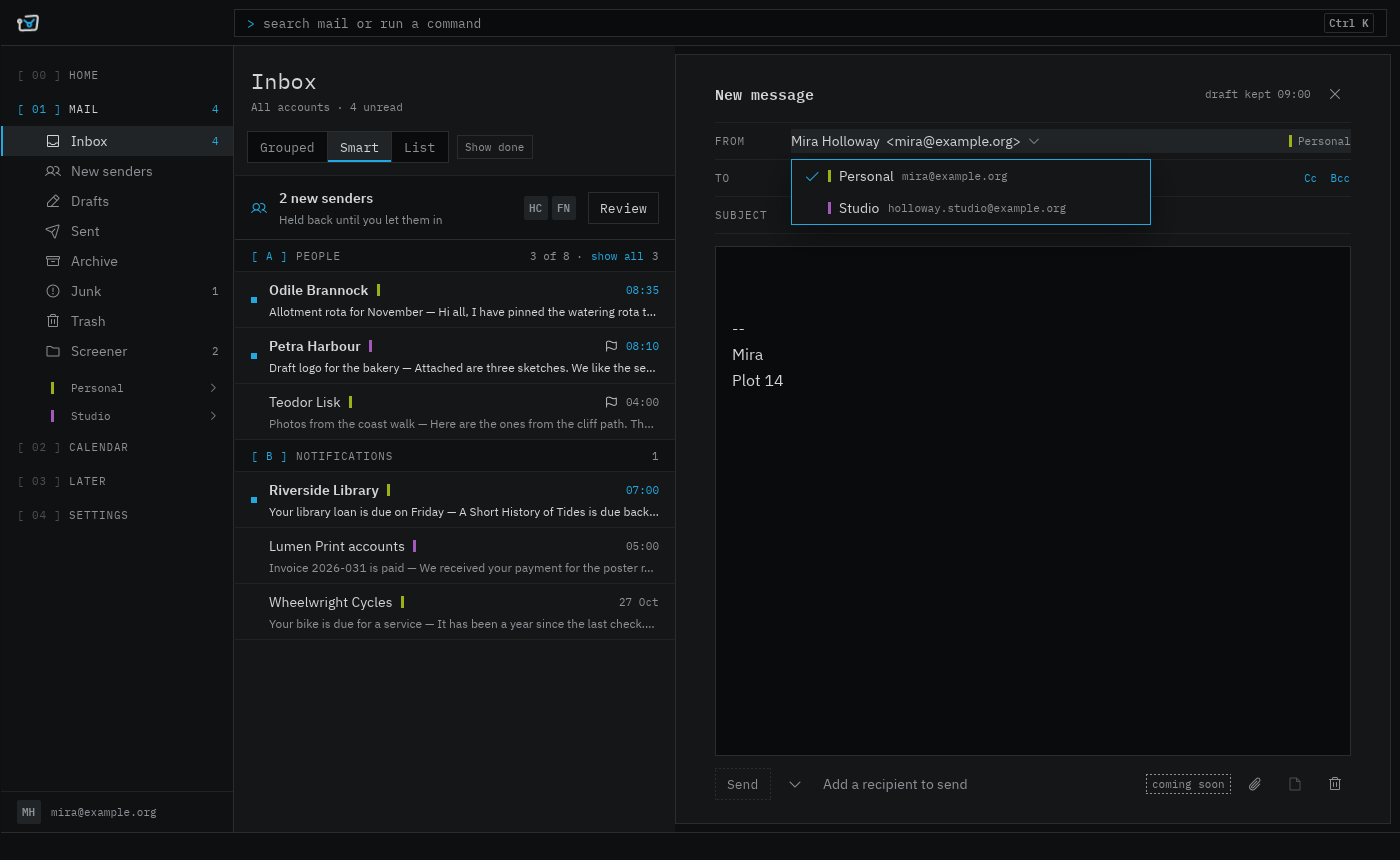 > search mail or run a command
Ctrl K
[ 00 ] HOME
[ 01 ] MAIL 4
Inbox 4
New senders
Drafts
Sent
Archive
Junk 1
Trash
Screener 2
Personal
Studio
[ 02 ] CALENDAR
[ 03 ] LATER
[ 04 ] SETTINGS
MH mira@example.org
Inbox
All accounts · 4 unread
Grouped Smart List Show done
2 new senders
Held back until you let them in
HC FN Review
[ A ] PEOPLE 3 of 8 · show all 3
Odile Brannock 08:35
Allotment rota for November — Hi all, I have pinned the watering rota t…
Petra Harbour 08:10
Draft logo for the bakery — Attached are three sketches. We like the se…
Teodor Lisk 04:00
Photos from the coast walk — Here are the ones from the cliff path. Th…
[ B ] NOTIFICATIONS 1
Riverside Library 07:00
Your library loan is due on Friday — A Short History of Tides is due back…
Lumen Print accounts 05:00
Invoice 2026-031 is paid — We received your payment for the poster r…
Wheelwright Cycles 27 Oct
Your bike is due for a service — It has been a year since the last check.…
New message draft kept 09:00
FROM Mira Holloway <mira@example.org> Personal
TO Cc Bcc
Personal mira@example.org
Studio holloway.studio@example.org
SUBJECT
--
Mira
Plot 14
Send Add a recipient to send coming soon